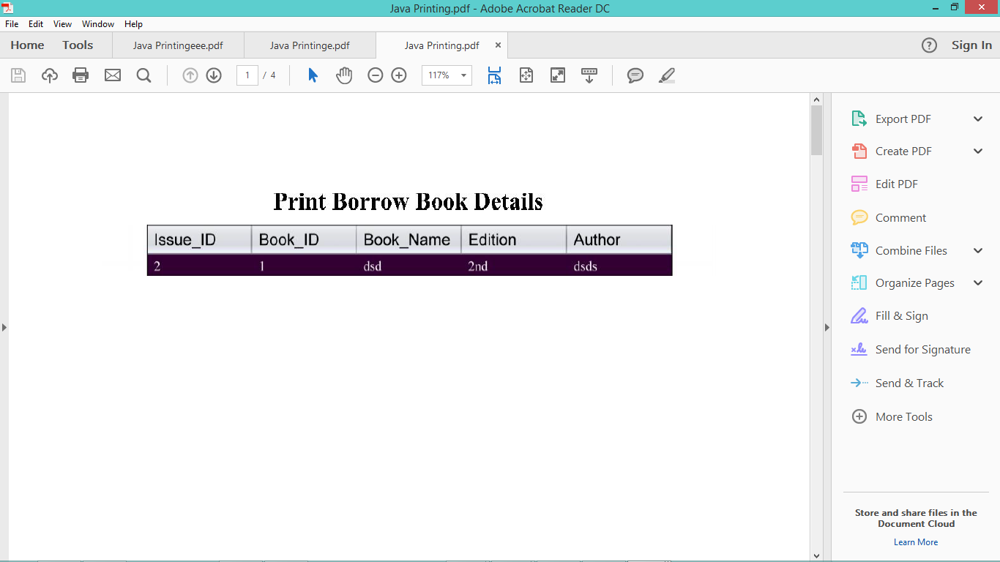 Java Printing.pdf - Adobe Acrobat Reader DC
File Edit View Window Help
Home Tools Java Printingeee.pdf Java Printinge.pdf Java Printing.pdf × ? Sign In
1 / 4 117%
Print Borrow Book Details
Issue_ID Book_ID Book_Name Edition Author
2 1 dsd 2nd dsds
Export PDF
Create PDF
Edit PDF
Comment
Combine Files
Organize Pages
Fill & Sign
Send for Signature
Send & Track
More Tools
Store and share files in the
Document Cloud
Learn More